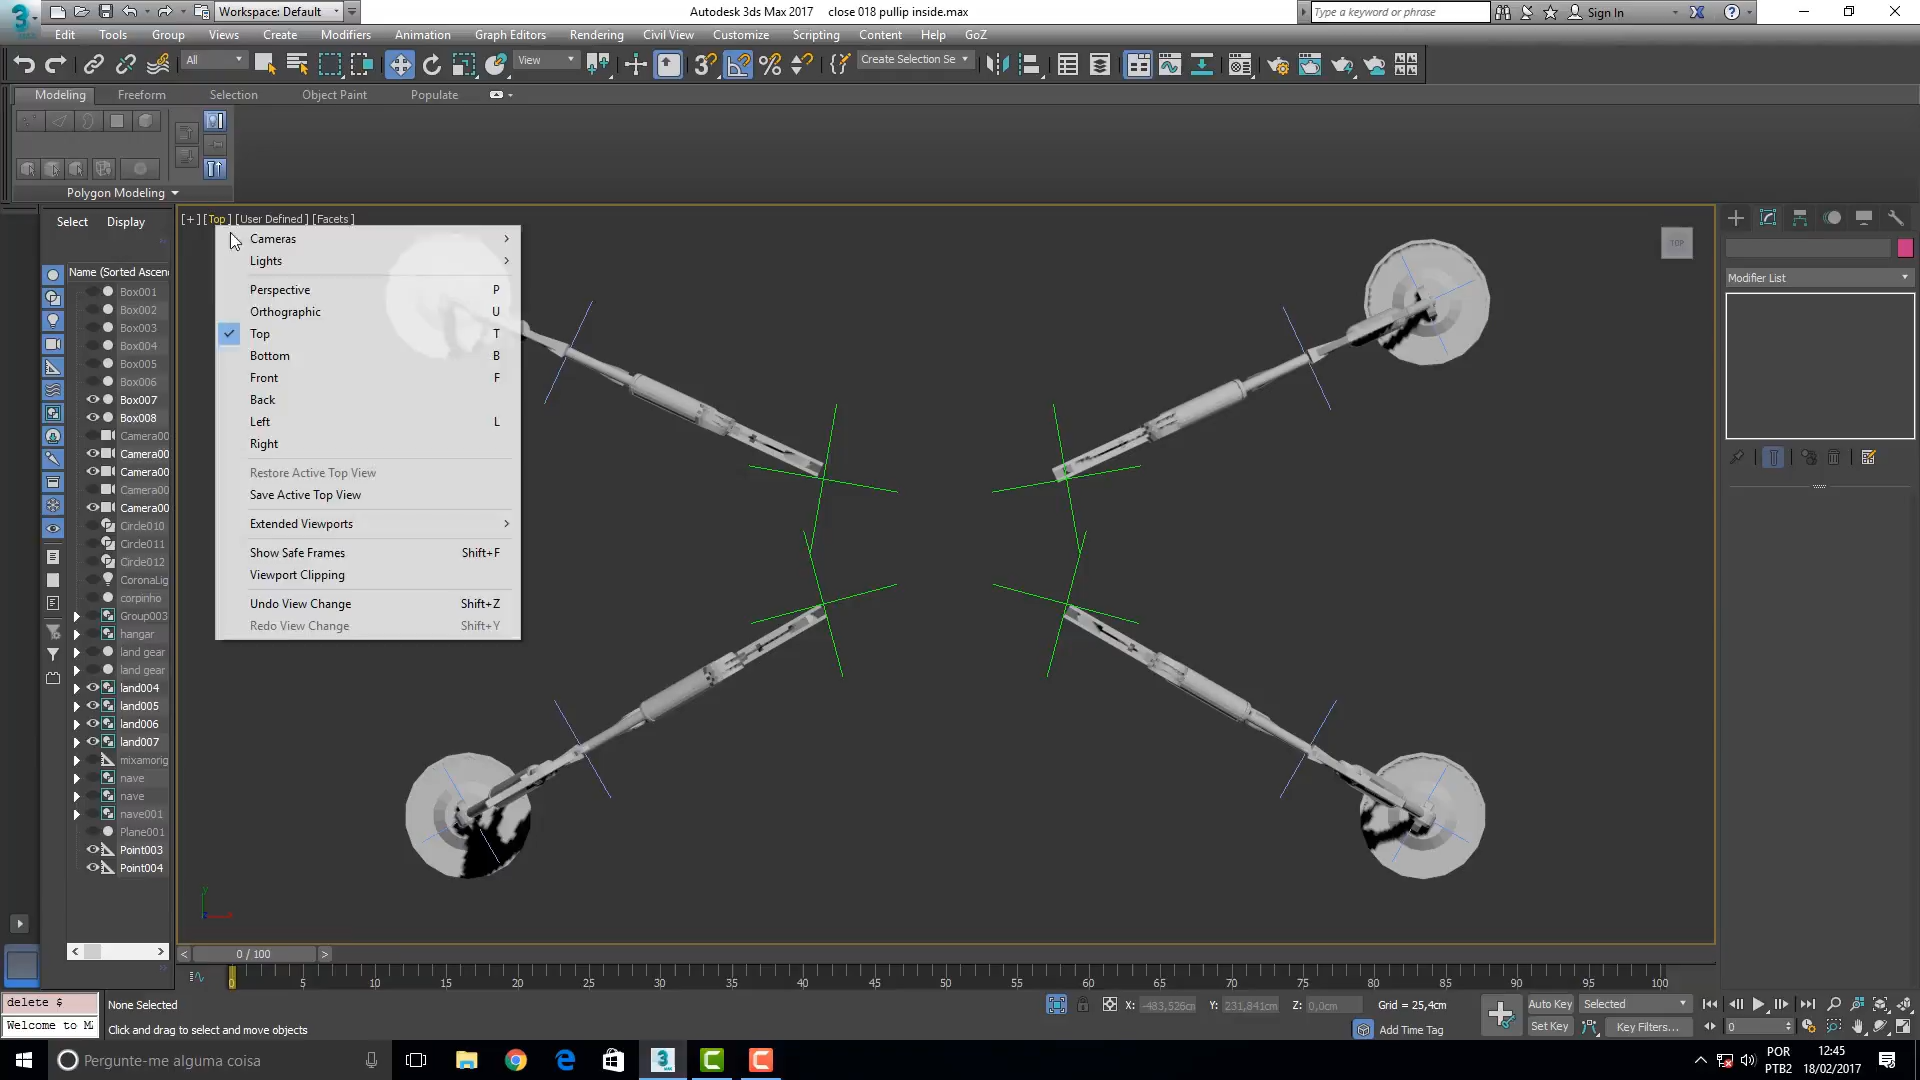 Workspace: Default
Autodesk 3ds Max 2017    close 018 pullip inside.max
Type a keyword or phrase
Sign In
Edit Tools Group Views Create Modifiers Animation Graph Editors Rendering Civil View Customize Scripting Content Help GoZ
All
View
Create Selection Se
Modeling Freeform Selection Object Paint Populate
Polygon Modeling
Select Display
[+] [Top] [User Defined] [Facets]
TOP
Name (Sorted Ascen
Box001
Box002
Box003
Box004
Box005
Box006
Box007
Box008
Camera00
Camera00
Camera00
Camera00
Camera00
Circle010
Circle011
Circle012
CoronaLig
corpinho
Group003
hangar
land gear
land gear
land004
land005
land006
land007
mixamorig
nave
nave
nave001
Plane001
Point003
Point004
Cameras
Lights
Perspective P
Orthographic U
Top T
Bottom B
Front F
Back
Left L
Right
Restore Active Top View
Save Active Top View
Extended Viewports
Show Safe Frames Shift+F
Viewport Clipping
Undo View Change Shift+Z
Redo View Change Shift+Y
Modifier List
< 0 / 100 >
0 5 10 15 20 25 30 35 40 45 50 55 60 65 70 75 80 85 90 95 100
delete $
Welcome to M
None Selected
Click and drag to select and move objects
X: -483,526cm Y: 231,841cm Z: 0,0cm Grid = 25,4cm
Add Time Tag
Auto Key Selected
Set Key Key Filters...
0
Pergunte-me alguma coisa
POR
PTB2
12:45
18/02/2017